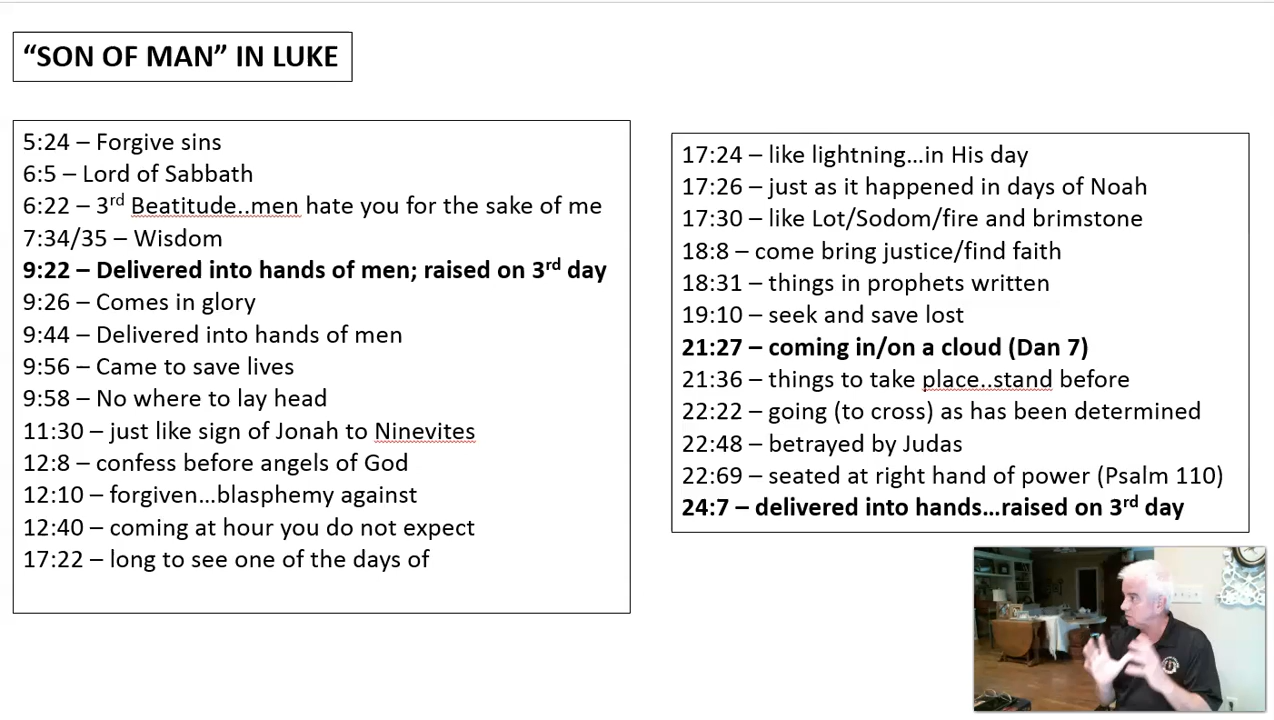 “SON OF MAN” IN LUKE
5:24 – Forgive sins
6:5 – Lord of Sabbath
6:22 – 3rd Beatitude..men hate you for the sake of me
7:34/35 – Wisdom
9:22 – Delivered into hands of men; raised on 3rd day
9:26 – Comes in glory
9:44 – Delivered into hands of men
9:56 – Came to save lives
9:58 – No where to lay head
11:30 – just like sign of Jonah to Ninevites
12:8 – confess before angels of God
12:10 – forgiven…blasphemy against
12:40 – coming at hour you do not expect
17:22 – long to see one of the days of
17:24 – like lightning…in His day
17:26 – just as it happened in days of Noah
17:30 – like Lot/Sodom/fire and brimstone
18:8 – come bring justice/find faith
18:31 – things in prophets written
19:10 – seek and save lost
21:27 – coming in/on a cloud (Dan 7)
21:36 – things to take place..stand before
22:22 – going (to cross) as has been determined
22:48 – betrayed by Judas
22:69 – seated at right hand of power (Psalm 110)
24:7 – delivered into hands…raised on 3rd day